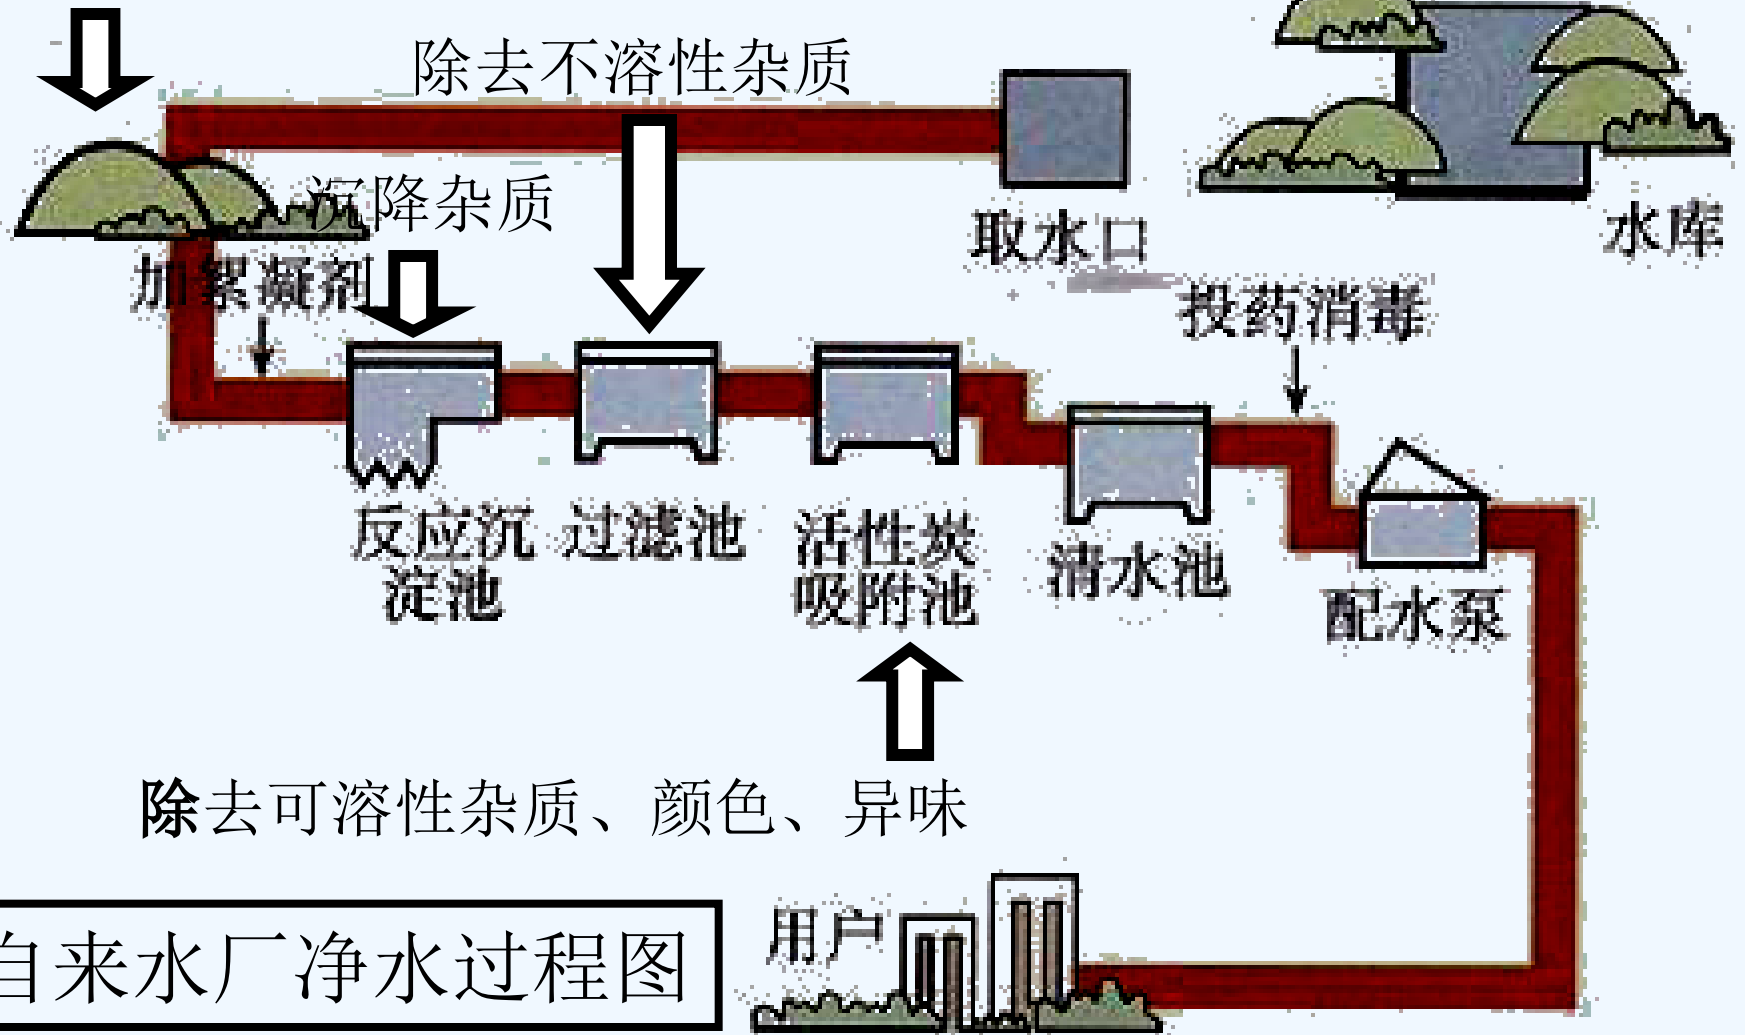 除去不溶性杂质
沉降杂质
取水口
水库
加絮凝剂
投药消毒
反应沉
淀池
过滤池
活性炭
吸附池
清水池
配水泵
除去可溶性杂质、颜色、异味
自来水厂净水过程图
用户